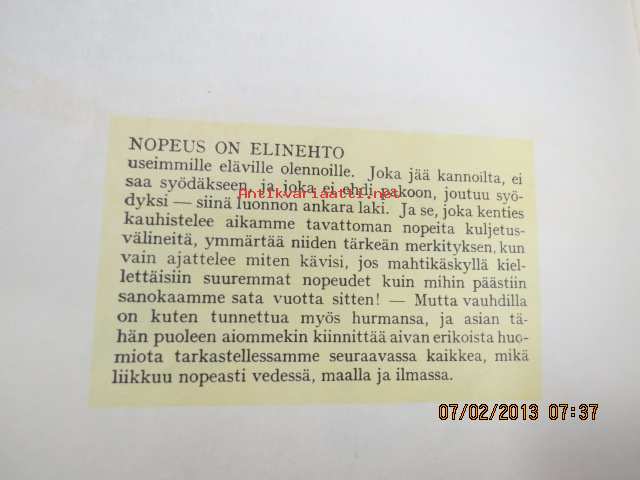 NOPEUS ON ELINEHTO
useimmille eläville olennoille. Joka jää kannoilta, ei
saa syödäkseen, ja joka ei ehdi pakoon, joutuu syö-
Antikvariaatti.net
dyksi — siinä luonnon ankara laki. Ja se, joka kenties
kauhistelee aikamme tavattoman nopeita kuljetus-
välineitä, ymmärtää niiden tärkeän merkityksen, kun
vain ajattelee miten kävisi, jos mahtikäskyllä kiel-
lettäisiin suuremmat nopeudet kuin mihin päästiin
sanokaamme sata vuotta sitten! — Mutta vauhdilla
on kuten tunnettua myös hurmansa, ja asian tä-
hän puoleen aiommekin kiinnittää aivan erikoista huo-
miota tarkastellessamme seuraavassa kaikkea, mikä
liikkuu nopeasti vedessä, maalla ja ilmassa.
07/02/2013 07:37